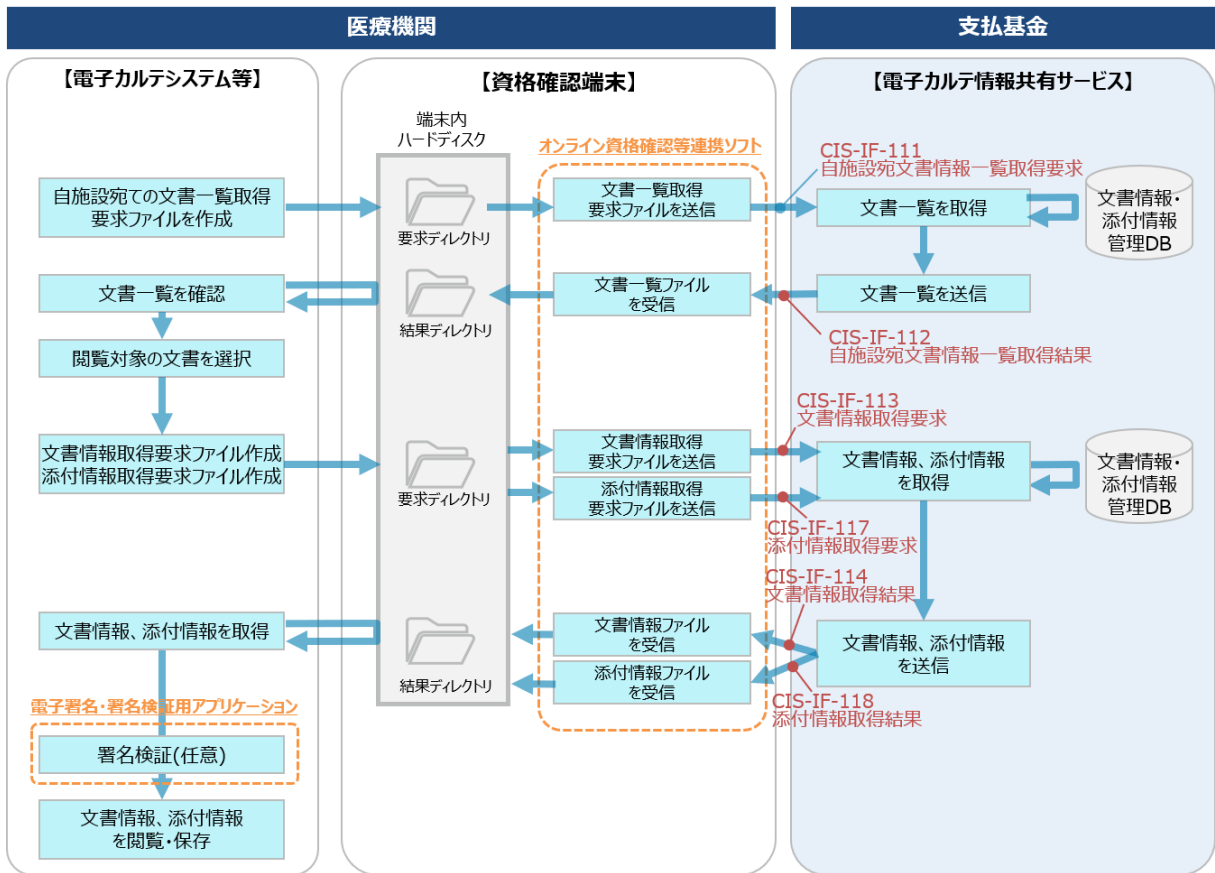 医療機関
支払基金
【電子カルテシステム等】
【資格確認端末】
【電子カルテ情報共有サービス】
端末内
ハードディスク
オンライン資格確認等連携ソフト
CIS-IF-111
自施設宛文書情報一覧取得要求
自施設宛ての文書一覧取得
要求ファイルを作成
要求ディレクトリ
文書一覧取得
要求ファイルを送信
文書一覧を取得
文書情報・
添付情報
管理DB
文書一覧を確認
結果ディレクトリ
文書一覧ファイル
を受信
文書一覧を送信
CIS-IF-112
自施設宛文書情報一覧取得結果
閲覧対象の文書を選択
CIS-IF-113
文書情報取得要求
文書情報取得要求ファイル作成
添付情報取得要求ファイル作成
要求ディレクトリ
文書情報取得
要求ファイルを送信
添付情報取得
要求ファイルを送信
文書情報、添付情報
を取得
文書情報・
添付情報
管理DB
CIS-IF-117
添付情報取得要求
CIS-IF-114
文書情報取得結果
文書情報、添付情報を取得
結果ディレクトリ
文書情報ファイル
を受信
添付情報ファイル
を受信
文書情報、添付情報
を送信
CIS-IF-118
添付情報取得結果
電子署名・署名検証用アプリケーション
署名検証(任意)
文書情報、添付情報
を閲覧・保存